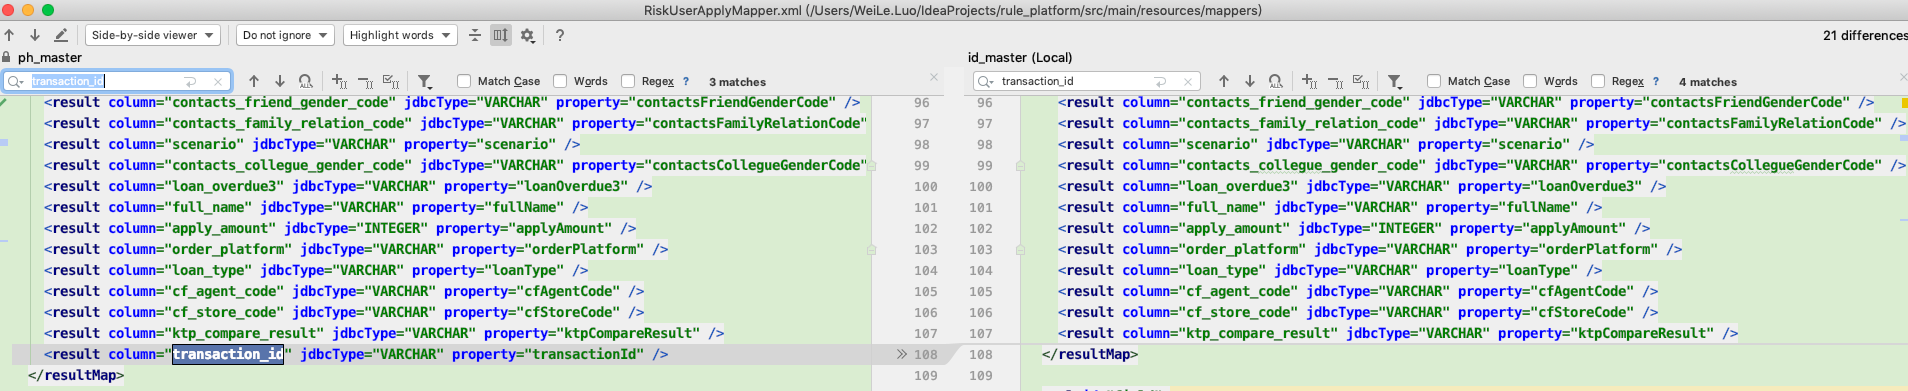 RiskUserApplyMapper.xml (/Users/WeiLe.Luo/IdeaProjects/rule_platform/src/main/resources/mappers)
Side-by-side viewer Do not ignore Highlight words ? 21 differences
ph_master id_master (Local)
transaction_id Match Case Words Regex ? 3 matches
transaction_id Match Case Words Regex ? 4 matches
<result column="contacts_friend_gender_code" jdbcType="VARCHAR" property="contactsFriendGenderCode" /> 96 96 <result column="contacts_friend_gender_code" jdbcType="VARCHAR" property="contactsFriendGenderCode" />
<result column="contacts_family_relation_code" jdbcType="VARCHAR" property="contactsFamilyRelationCode" 97 97 <result column="contacts_family_relation_code" jdbcType="VARCHAR" property="contactsFamilyRelationCode" />
<result column="scenario" jdbcType="VARCHAR" property="scenario" /> 98 98 <result column="scenario" jdbcType="VARCHAR" property="scenario" />
<result column="contacts_collegue_gender_code" jdbcType="VARCHAR" property="contactsCollegueGenderCode" 99 99 <result column="contacts_collegue_gender_code" jdbcType="VARCHAR" property="contactsCollegueGenderCode" />
<result column="loan_overdue3" jdbcType="VARCHAR" property="loanOverdue3" /> 100 100 <result column="loan_overdue3" jdbcType="VARCHAR" property="loanOverdue3" />
<result column="full_name" jdbcType="VARCHAR" property="fullName" /> 101 101 <result column="full_name" jdbcType="VARCHAR" property="fullName" />
<result column="apply_amount" jdbcType="INTEGER" property="applyAmount" /> 102 102 <result column="apply_amount" jdbcType="INTEGER" property="applyAmount" />
<result column="order_platform" jdbcType="VARCHAR" property="orderPlatform" /> 103 103 <result column="order_platform" jdbcType="VARCHAR" property="orderPlatform" />
<result column="loan_type" jdbcType="VARCHAR" property="loanType" /> 104 104 <result column="loan_type" jdbcType="VARCHAR" property="loanType" />
<result column="cf_agent_code" jdbcType="VARCHAR" property="cfAgentCode" /> 105 105 <result column="cf_agent_code" jdbcType="VARCHAR" property="cfAgentCode" />
<result column="cf_store_code" jdbcType="VARCHAR" property="cfStoreCode" /> 106 106 <result column="cf_store_code" jdbcType="VARCHAR" property="cfStoreCode" />
<result column="ktp_compare_result" jdbcType="VARCHAR" property="ktpCompareResult" /> 107 107 <result column="ktp_compare_result" jdbcType="VARCHAR" property="ktpCompareResult" />
<result column="transaction_id" jdbcType="VARCHAR" property="transactionId" /> 108 108 </resultMap>
</resultMap> 109 109